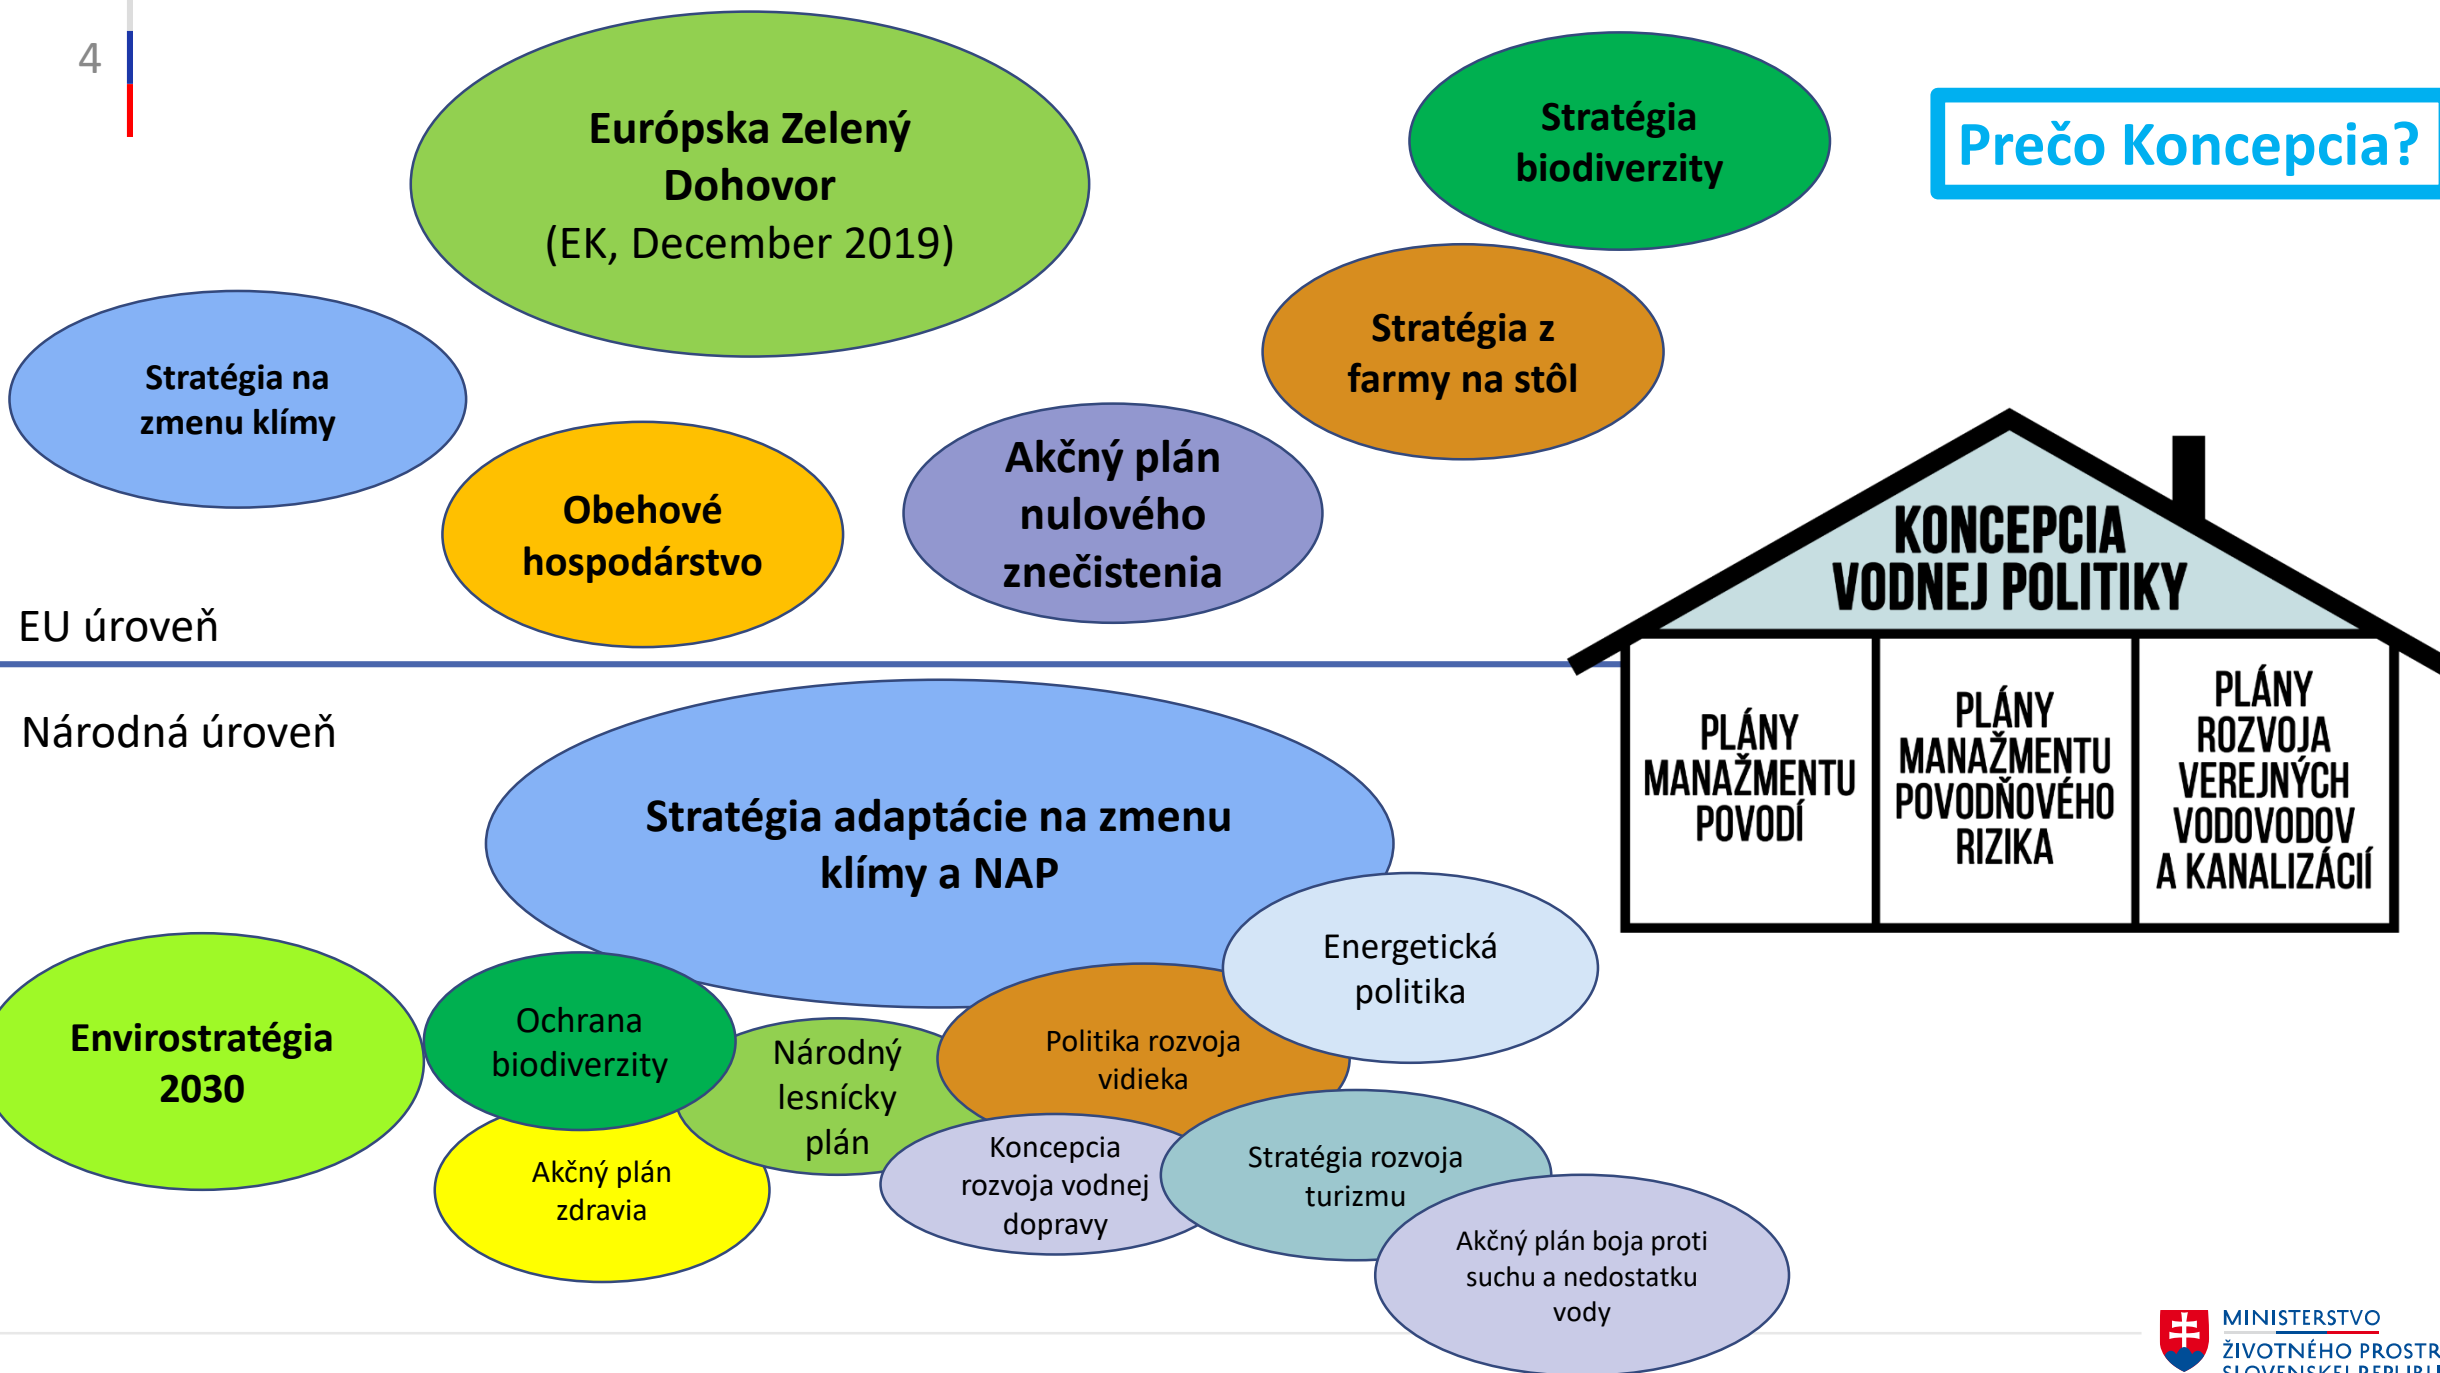 4
Európska Zelený
Dohovor
(EK, December 2019)
Stratégia
biodiverzity
Prečo Koncepcia?
Stratégia na
zmenu klímy
Stratégia z
farmy na stôl
Obehové
hospodárstvo
Akčný plán
nulového
znečistenia
EU úroveň
KONCEPCIA
VODNEJ POLITIKY
PLÁNY
MANAŽMENTU
POVODÍ
PLÁNY
MANAŽMENTU
POVODŇOVÉHO
RIZIKA
PLÁNY
ROZVOJA
VEREJNÝCH
VODOVODOV
A KANALIZÁCIÍ
Národná úroveň
Stratégia adaptácie na zmenu
klímy a NAP
Energetická
politika
Envirostratégia
2030
Ochrana
biodiverzity
Národný
lesnícky
plán
Politika rozvoja
vidieka
Akčný plán
zdravia
Koncepcia
rozvoja vodnej
dopravy
Stratégia rozvoja
turizmu
Akčný plán boja proti
suchu a nedostatku
vody
MINISTERSTVO
ŽIVOTNÉHO